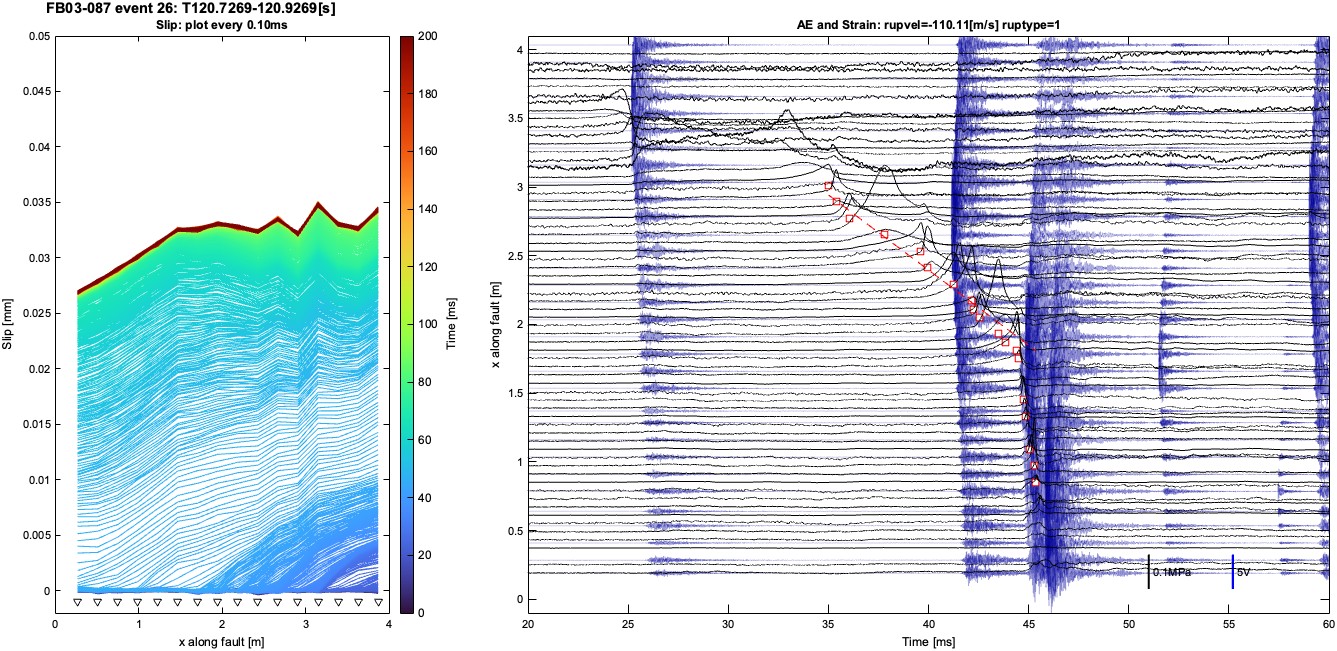 FB03-087 event 26: T120.7269-120.9269[s]
Slip: plot every 0.10ms
AE and Strain: rupvel=-110.11[m/s] ruptype=1
Slip [mm]
0.05
0.045
0.04
0.035
0.03
0.025
0.02
0.015
0.01
0.005
0
0 1 2 3 4
x along fault [m]
200
180
160
140
120
100
80
60
40
20
0
Time [ms]
x along fault [m]
4
3.5
3
2.5
2
1.5
1
0.5
0
0.1MPa
5V
20 25 30 35 40 45 50 55 60
Time [ms]